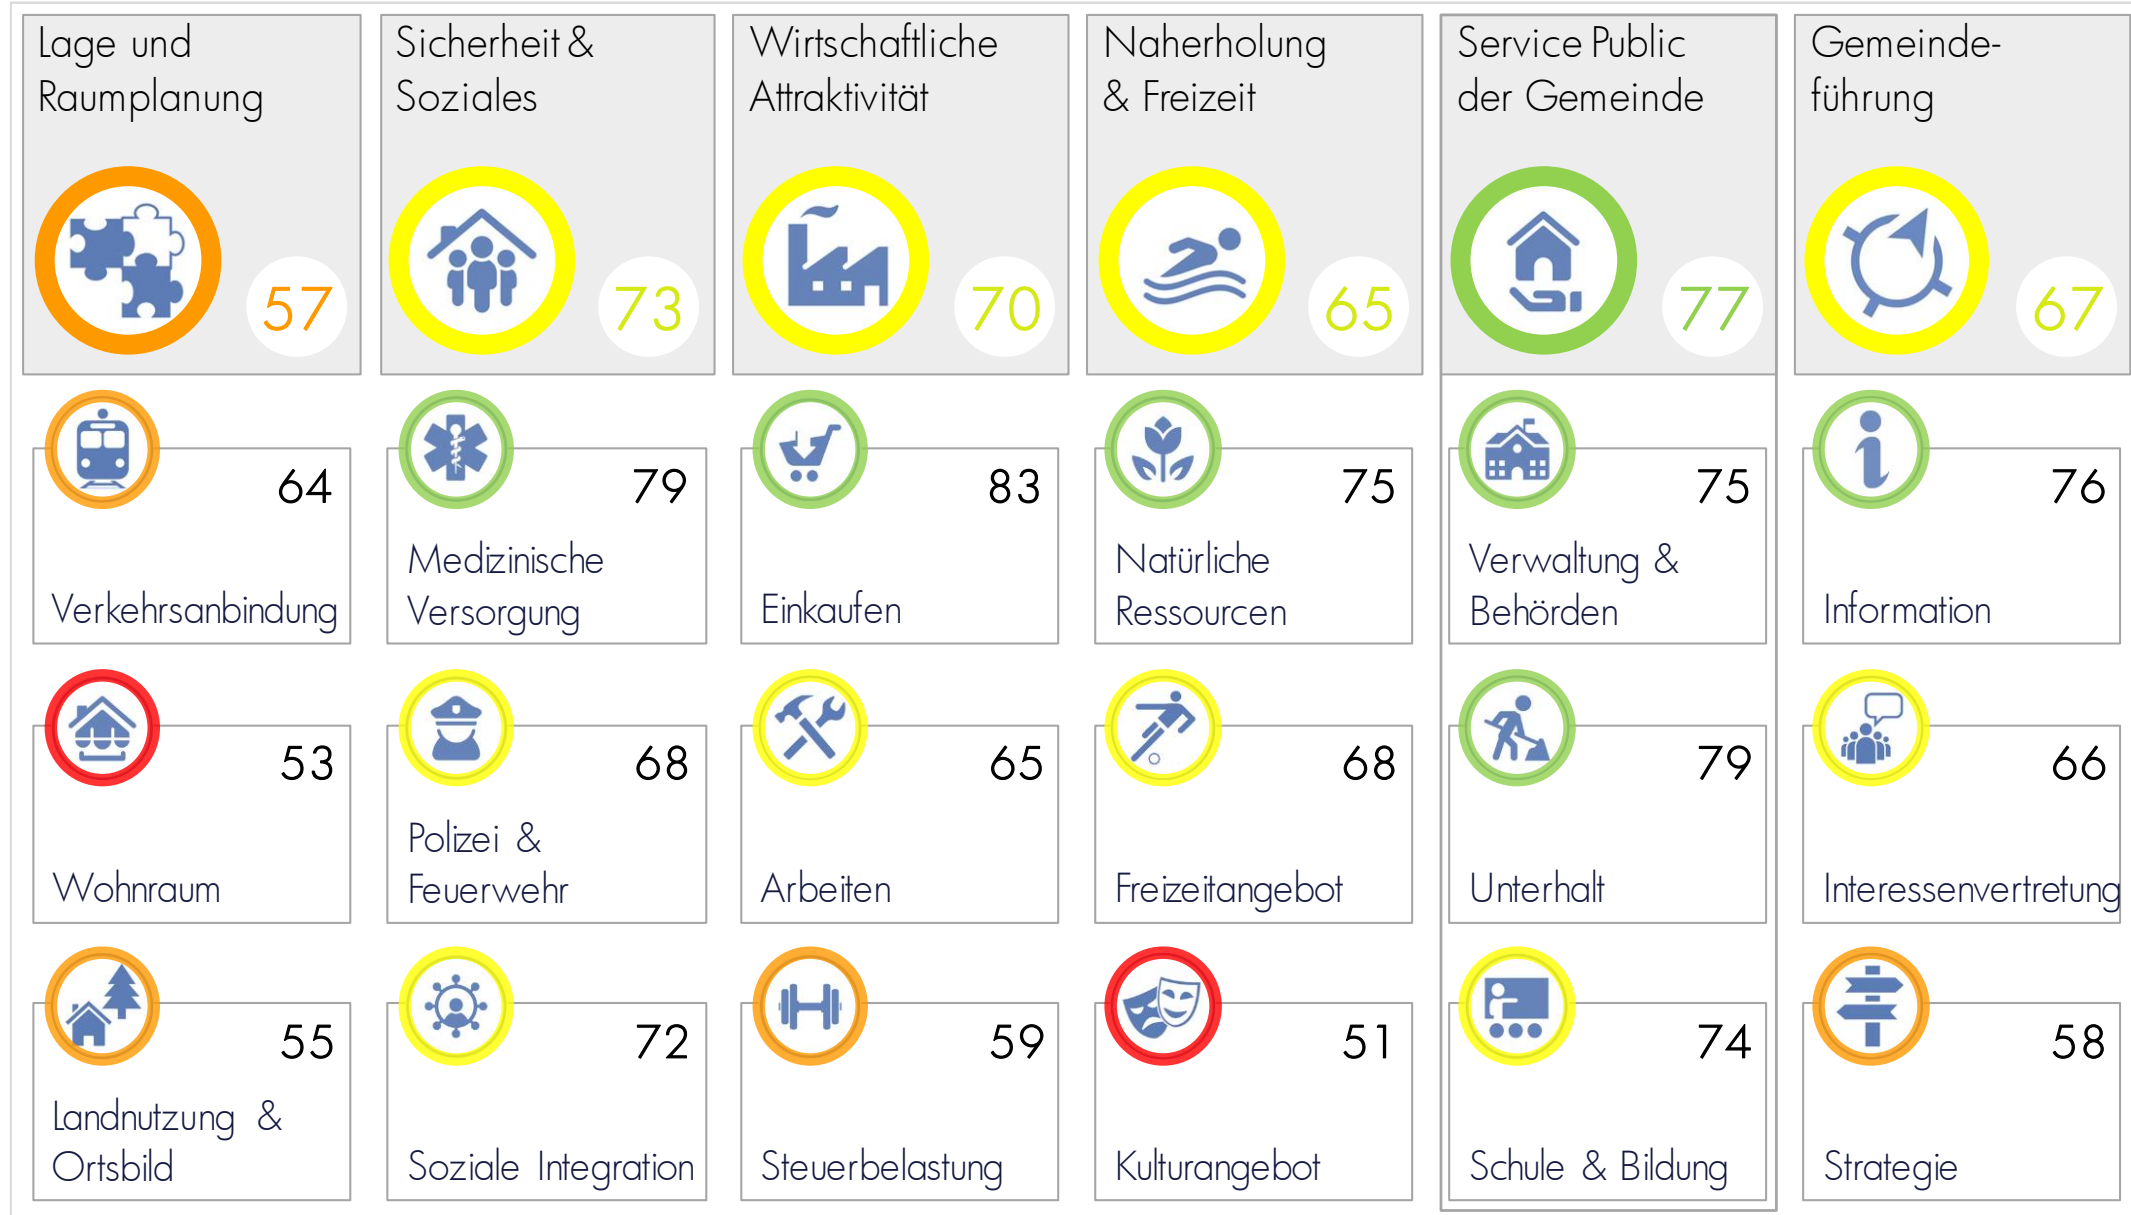 Lage und
Raumplanung
57
Sicherheit &
Soziales
73
Wirtschaftliche
Attraktivität
70
Naherholung
& Freizeit
65
Service Public
der Gemeinde
77
Gemeinde-
führung
67
64
Verkehrsanbindung
79
Medizinische
Versorgung
83
Einkaufen
75
Natürliche
Ressourcen
75
Verwaltung &
Behörden
76
Information
53
Wohnraum
68
Polizei &
Feuerwehr
65
Arbeiten
68
Freizeitangebot
79
Unterhalt
66
Interessenvertretung
55
Landnutzung &
Ortsbild
72
Soziale Integration
59
Steuerbelastung
51
Kulturangebot
74
Schule & Bildung
58
Strategie